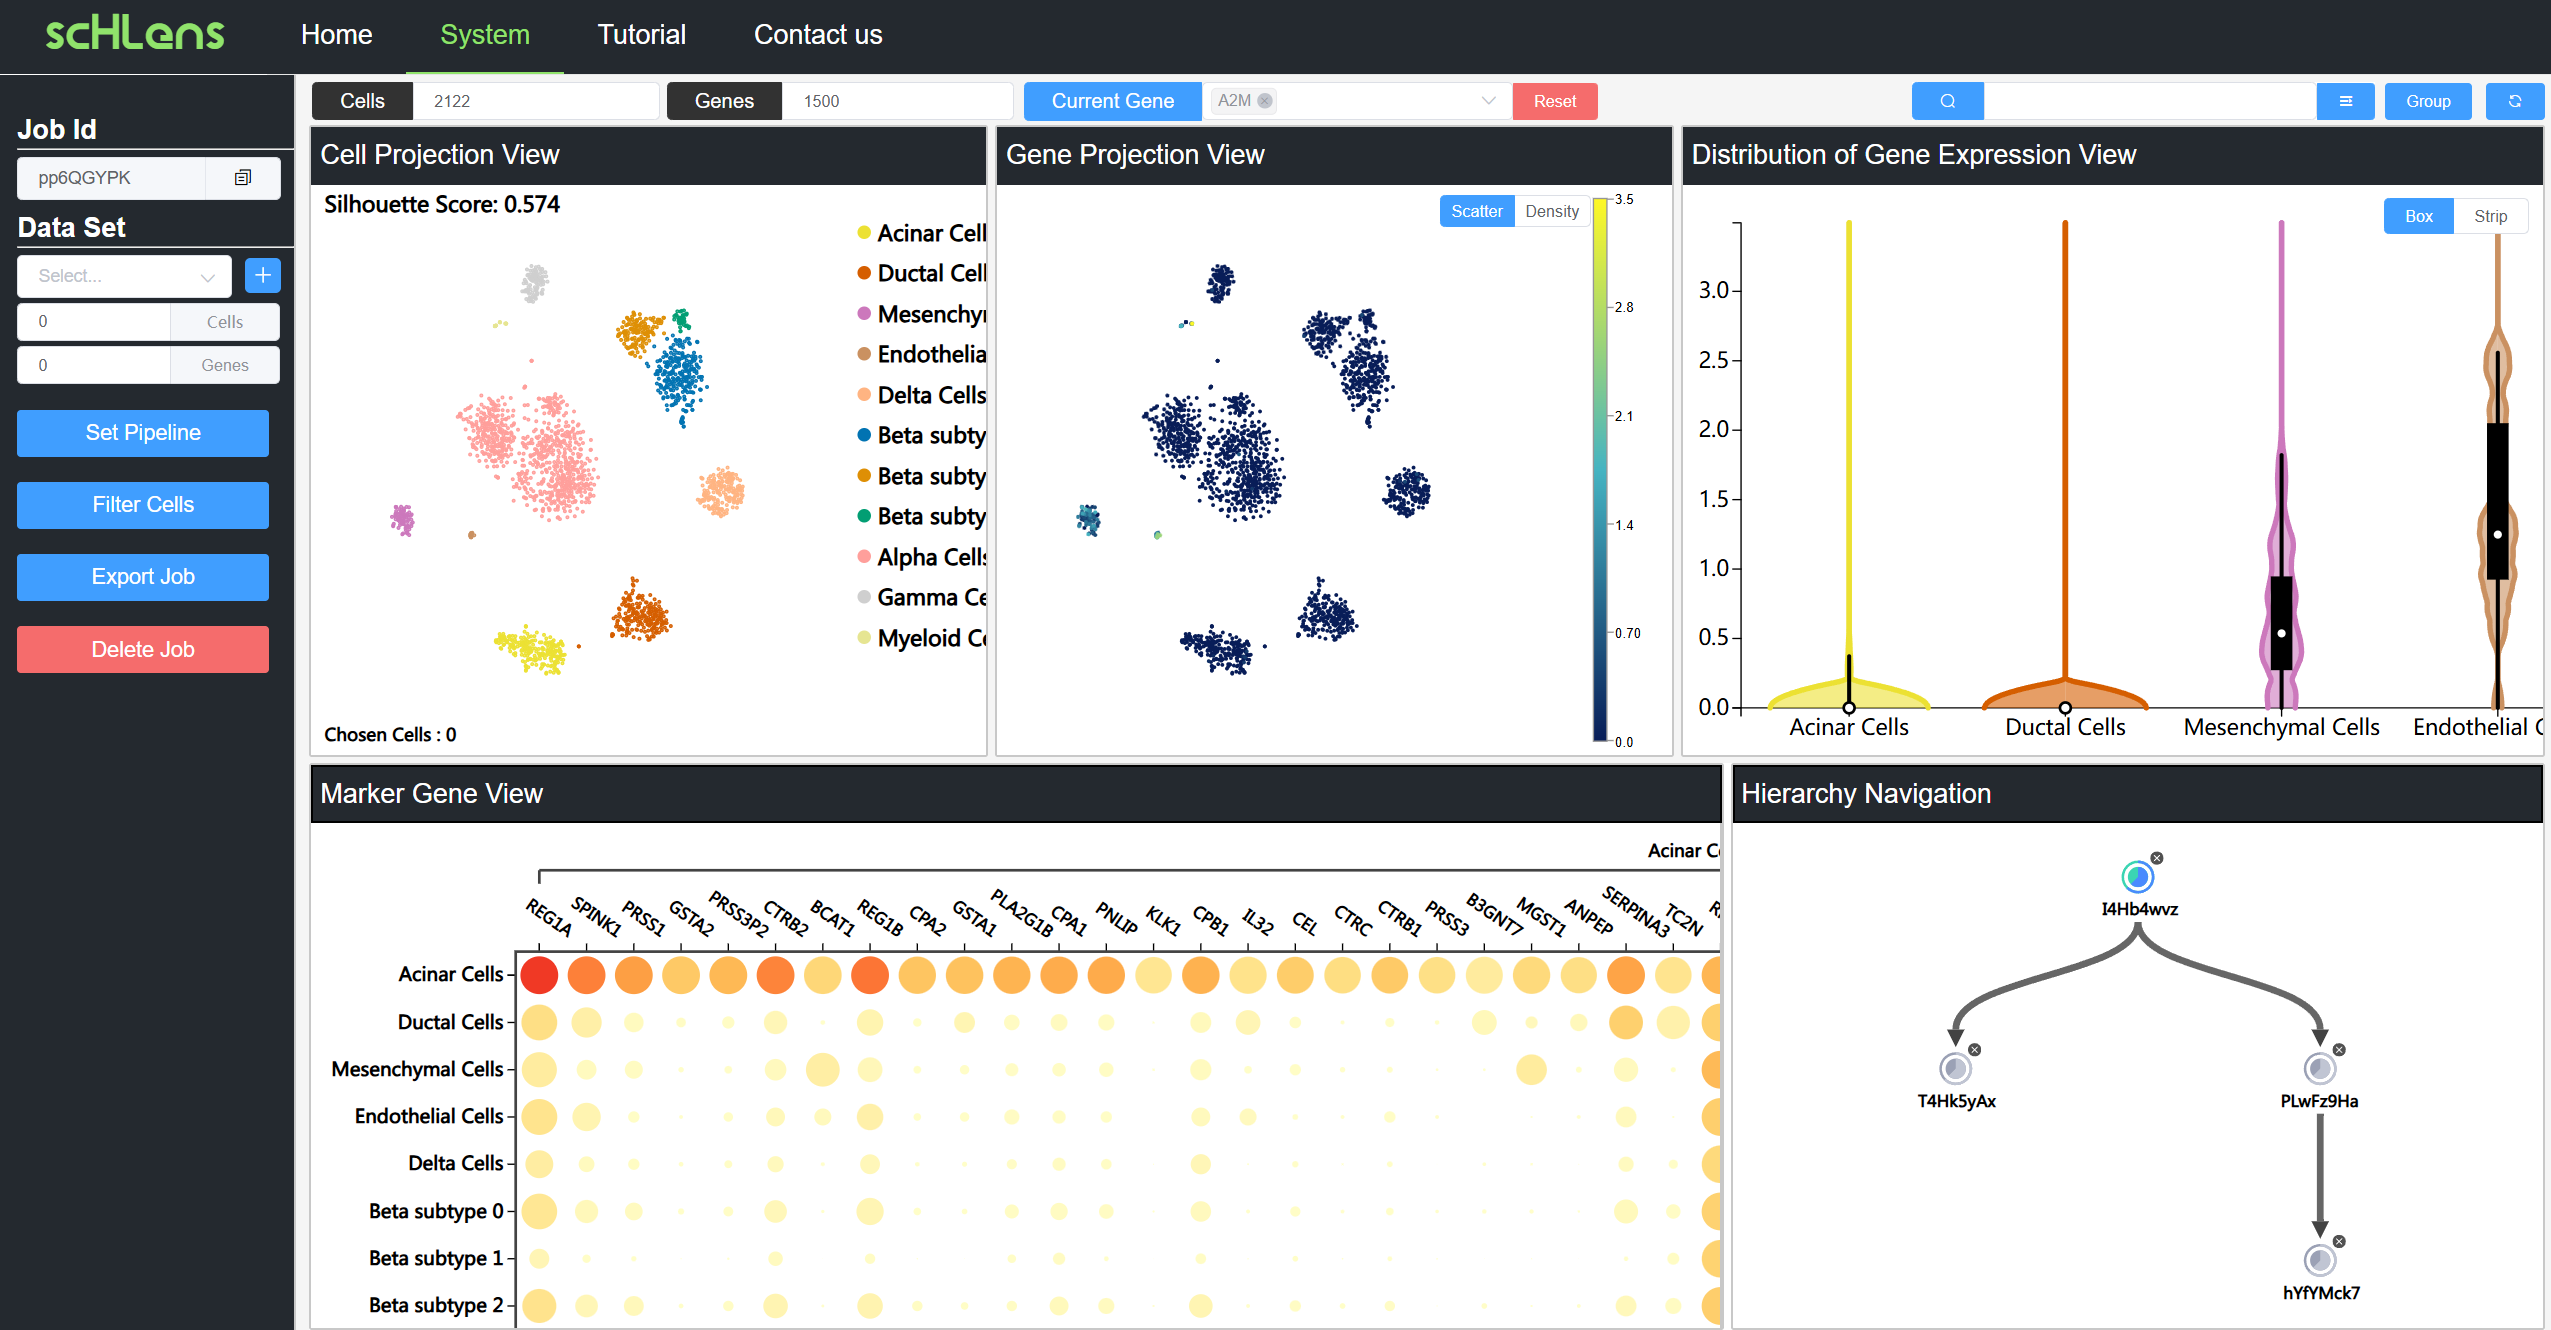 scHLens
Home System Tutorial Contact us
Job Id
pp6QGYPK
Data Set
Select...
0 Cells
0 Genes
Set Pipeline
Filter Cells
Export Job
Delete Job
Cells 2122 Genes 1500 Current Gene A2M Reset Group
Cell Projection View
Silhouette Score: 0.574
Acinar Cell
Ductal Cell
Mesenchyr
Endothelia
Delta Cells
Beta subty
Beta subty
Beta subty
Alpha Cells
Gamma Ce
Myeloid Ce
Chosen Cells : 0
Gene Projection View
Scatter Density
3.5
2.8
2.1
1.4
0.70
0.0
Distribution of Gene Expression View
Box Strip
3.0
2.5
2.0
1.5
1.0
0.5
0.0
Acinar Cells Ductal Cells Mesenchymal Cells Endothelial C
Marker Gene View
Acinar Ce
REG1A SPINK1 PRSS1 GSTA2 PRSS3P2 CTRB2 BCAT1 REG1B CPA2 GSTA1 PLA2G1B CPA1 PNLIP KLK1 CPB1 IL32 CEL CTRC CTRB1 PRSS3 B3GNT7 MGST1 ANPEP SERPINA3 TC2N
Acinar Cells
Ductal Cells
Mesenchymal Cells
Endothelial Cells
Delta Cells
Beta subtype 0
Beta subtype 1
Beta subtype 2
Hierarchy Navigation
I4Hb4wvz
T4Hk5yAx PLwFz9Ha
hYfYMck7